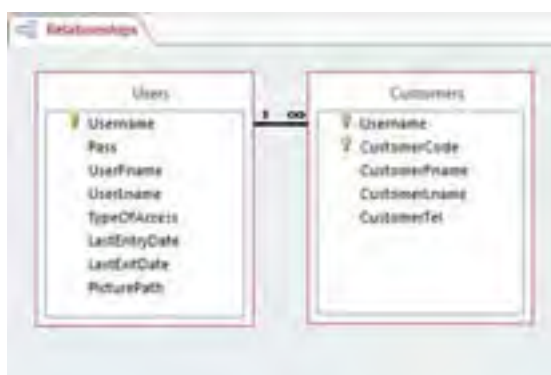 Relationships
Users
Username
Pass
UserFname
UserLname
TypeOfAccess
LastEntryDate
LastExitDate
PicturePath
1 ∞
Customers
Username
CustomerCode
CustomerFname
CustomerLname
CustomerTel